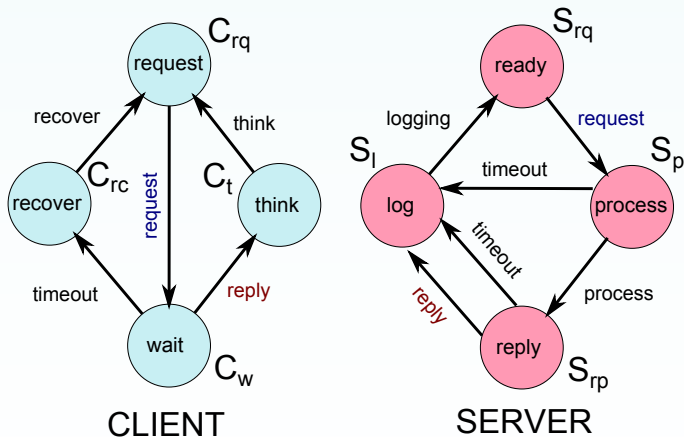 C_rq
request
recover
think
C_rc
C_t
recover
request
think
timeout
reply
wait
C_w
CLIENT
S_rq
ready
logging
request
S_l
timeout
S_p
log
process
timeout
process
reply
reply
S_rp
SERVER